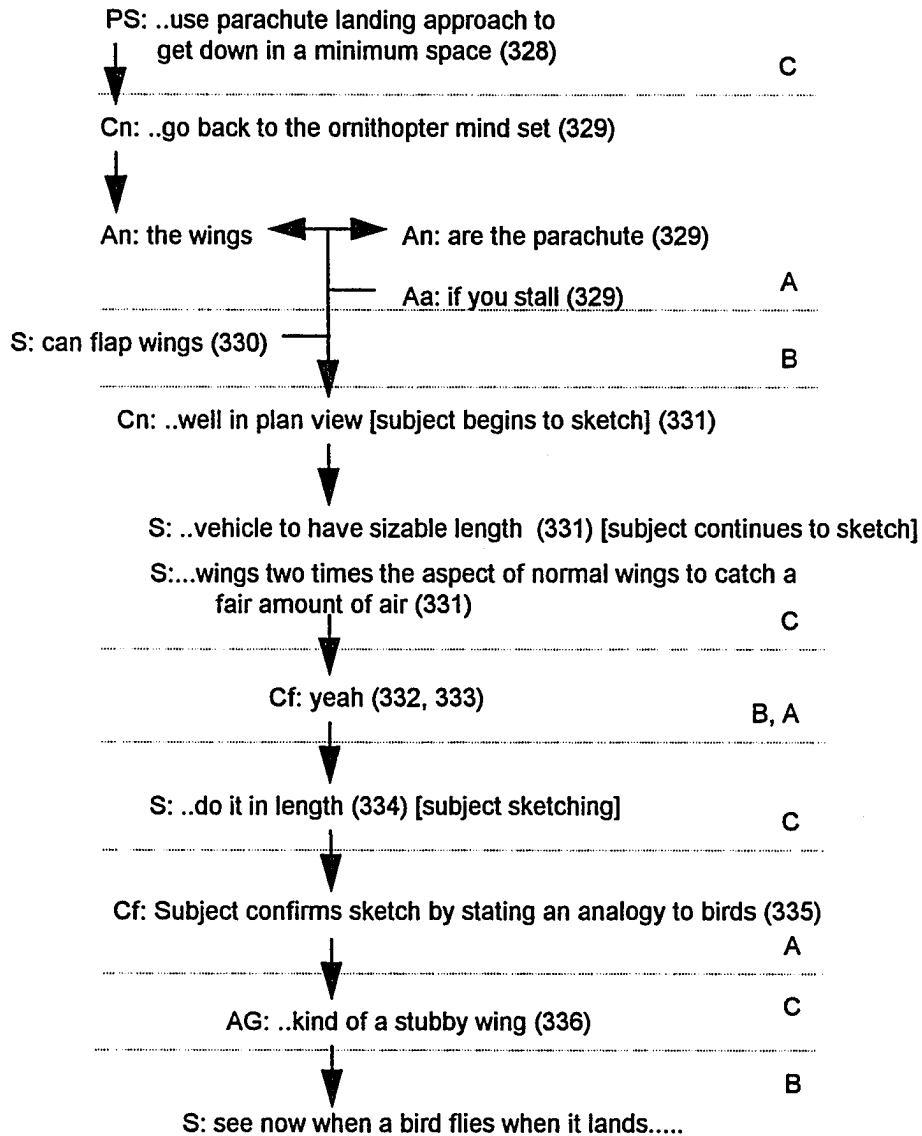 PS: ..use parachute landing approach to
get down in a minimum space (328)
C
Cn: ..go back to the ornithopter mind set (329)
An: the wings
An: are the parachute (329)
Aa: if you stall (329)
A
S: can flap wings (330)
B
Cn: ..well in plan view [subject begins to sketch] (331)
S: ..vehicle to have sizable length (331) [subject continues to sketch]
S:...wings two times the aspect of normal wings to catch a
fair amount of air (331)
C
Cf: yeah (332, 333)
B, A
S: ..do it in length (334) [subject sketching]
C
Cf: Subject confirms sketch by stating an analogy to birds (335)
A
C
AG: ..kind of a stubby wing (336)
B
S: see now when a bird flies when it lands.....